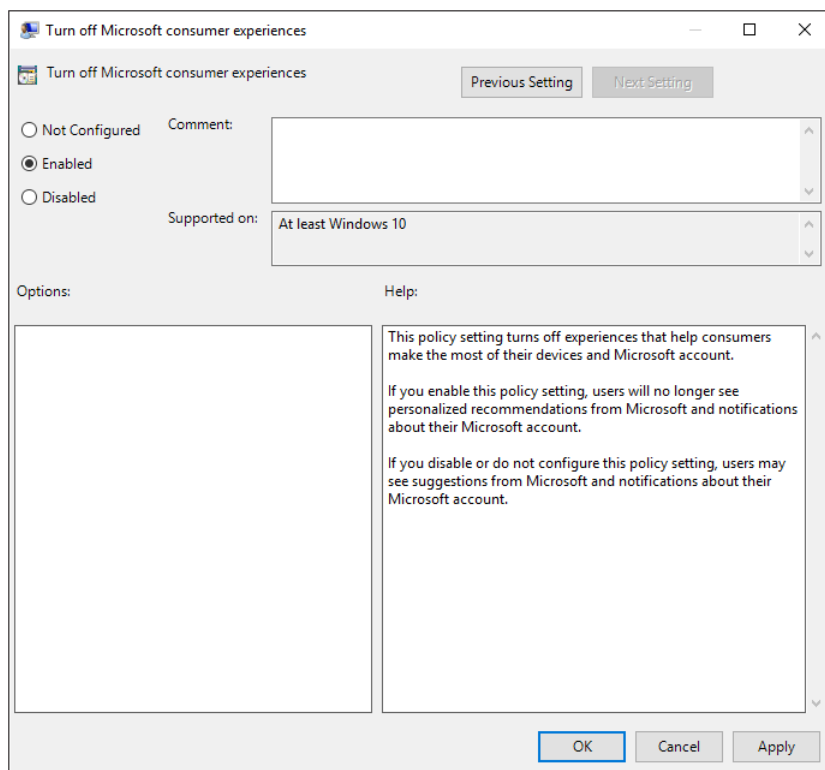 Turn off Microsoft consumer experiences
Turn off Microsoft consumer experiences
Previous Setting
Next Setting
Not Configured
Comment:
Enabled
Disabled
Supported on:
At least Windows 10
Options:
Help:
This policy setting turns off experiences that help consumers
make the most of their devices and Microsoft account.
If you enable this policy setting, users will no longer see
personalized recommendations from Microsoft and notifications
about their Microsoft account.
If you disable or do not configure this policy setting, users may
see suggestions from Microsoft and notifications about their
Microsoft account.
OK
Cancel
Apply